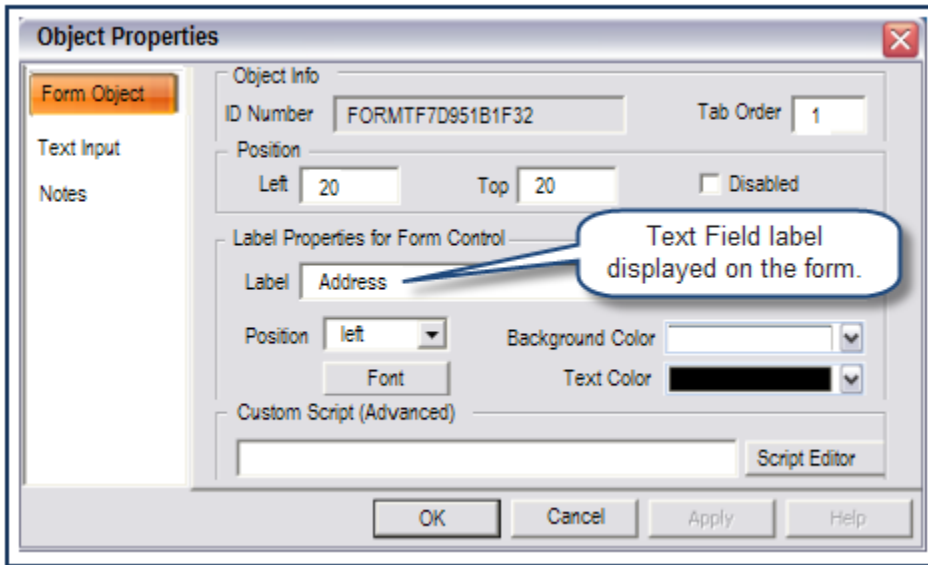 Object Properties
Form Object
Text Input
Notes
Object Info
ID Number FORMTF7D951B1F32 Tab Order 1
Position
Left 20 Top 20 Disabled
Label Properties for Form Control
Text Field label
displayed on the form.
Label Address
Position left Background Color
Font Text Color
Custom Script (Advanced)
Script Editor
OK Cancel Apply Help